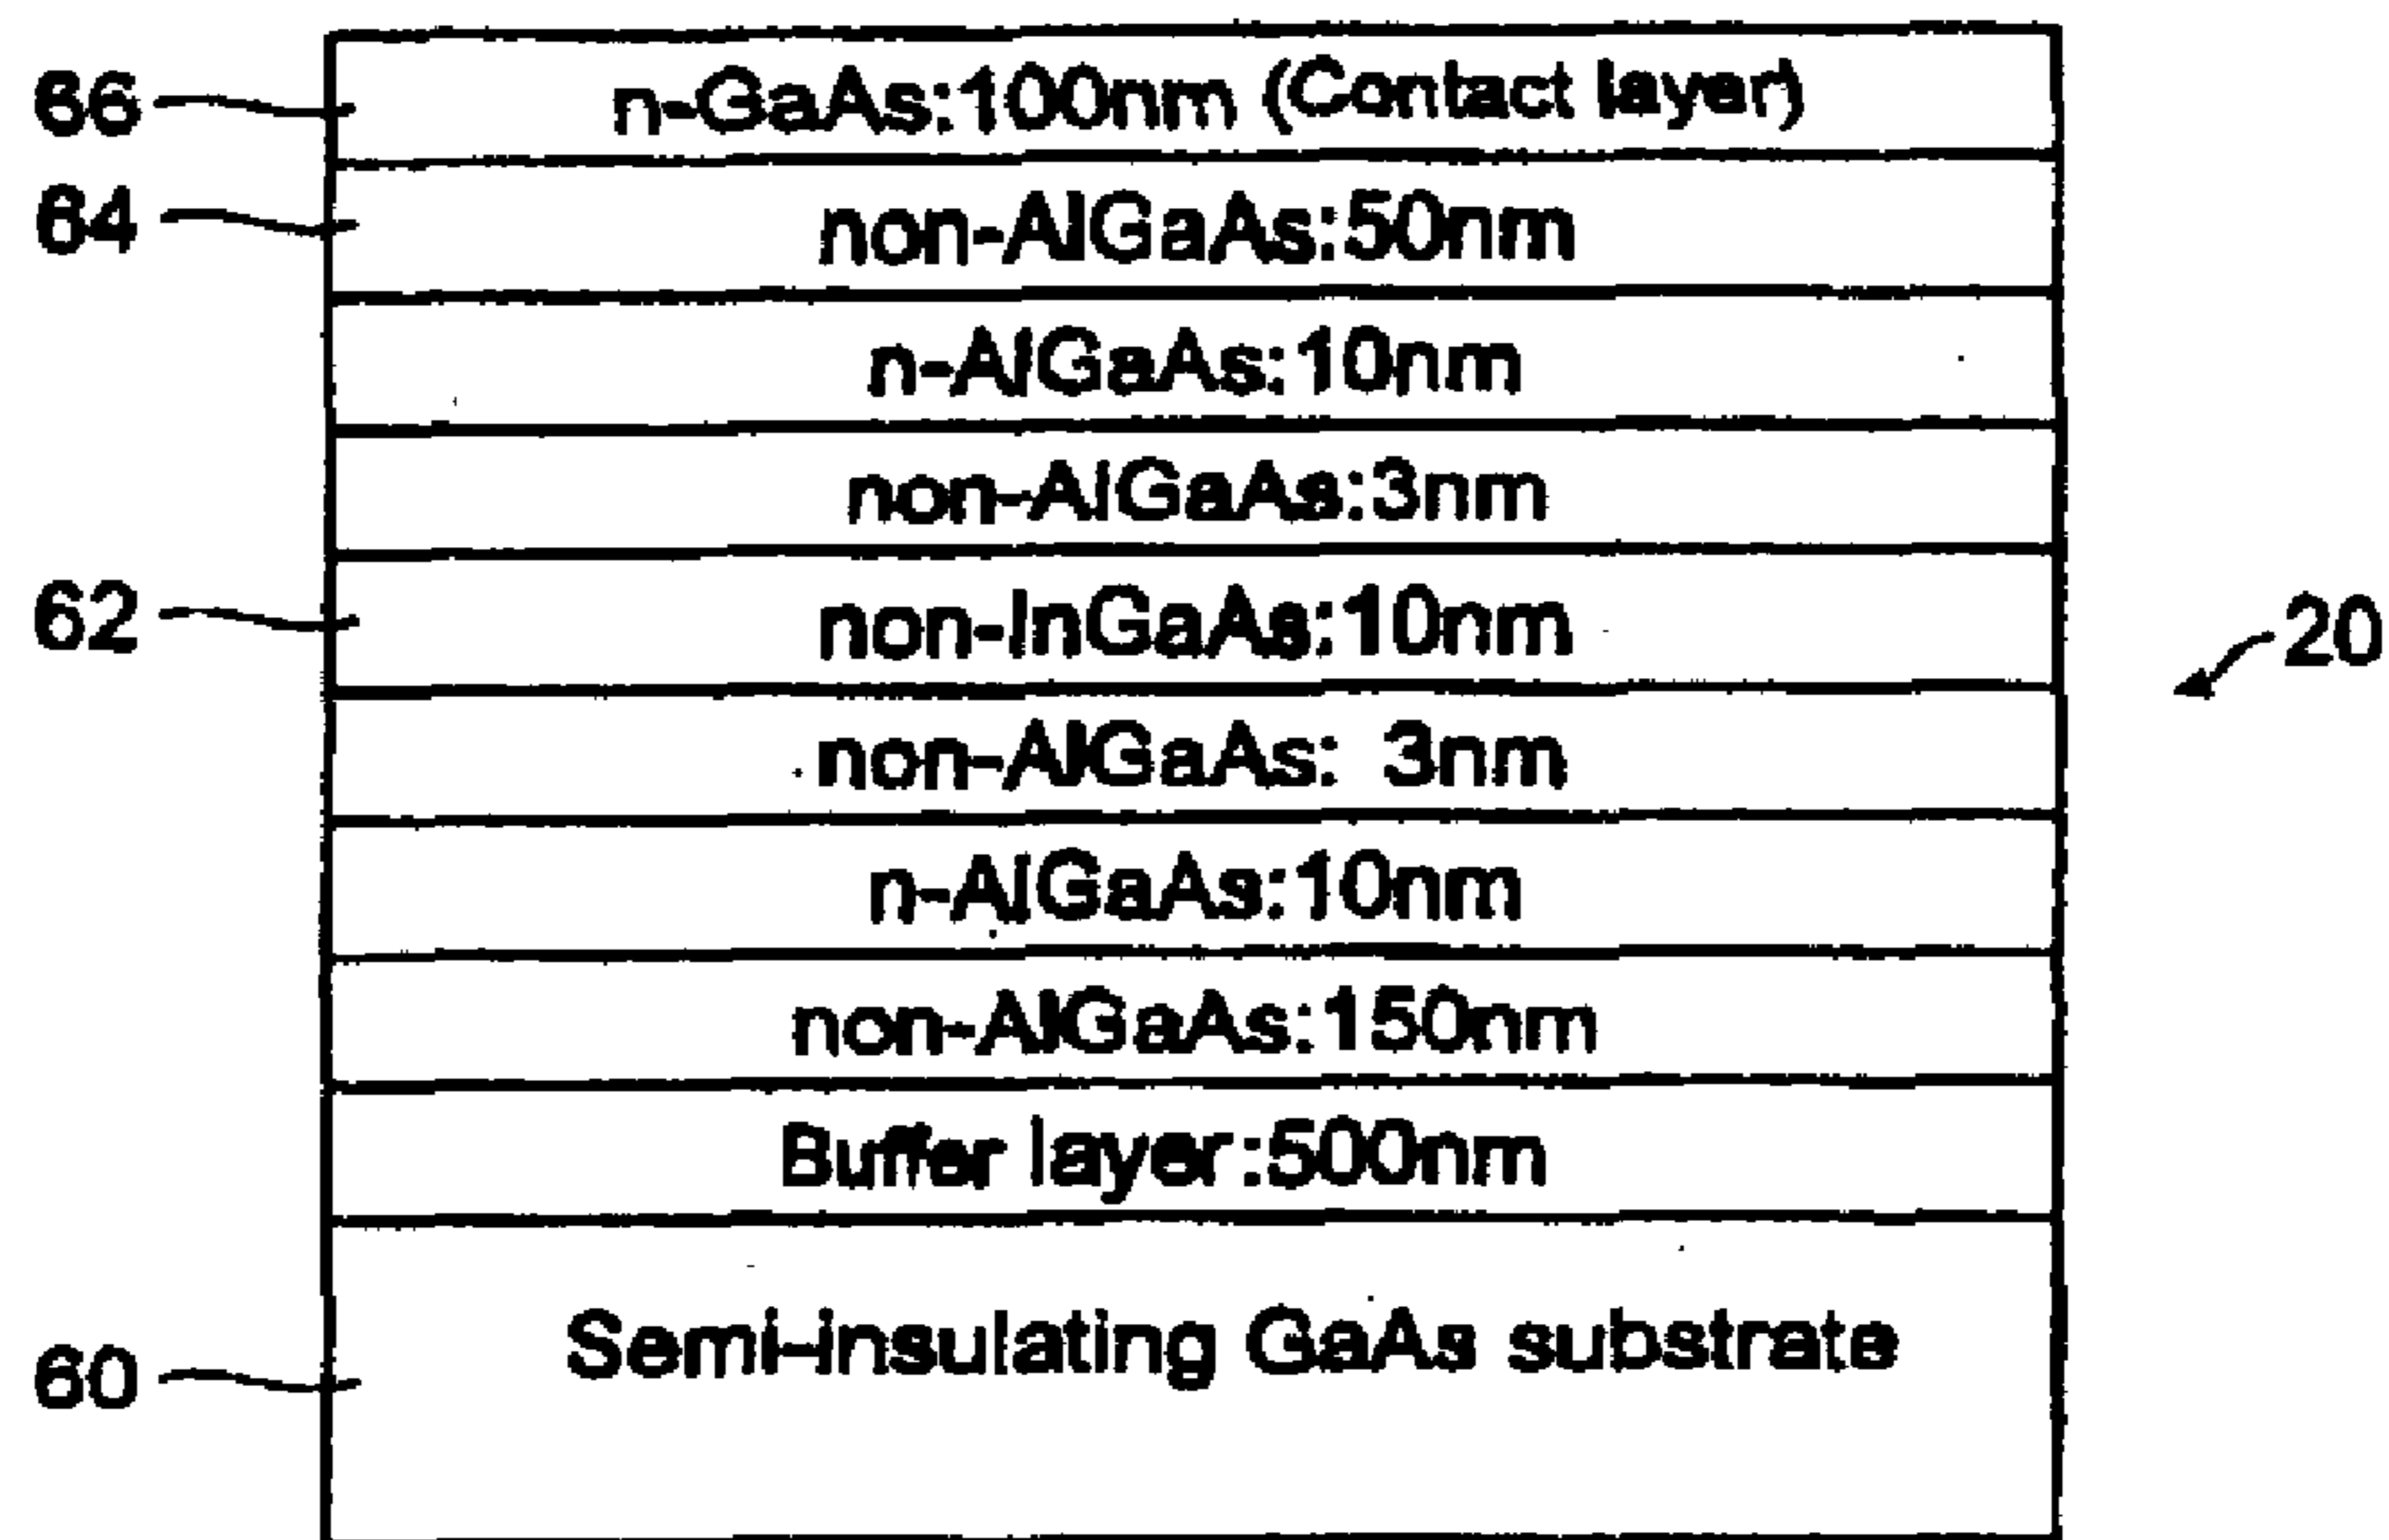 66
n-GaAs:100nm (Contact layer)
64
non-AlGaAs:50nm
n-AlGaAs:10nm
non-AlGaAs:3nm
62
non-InGaAs:10nm
20
non-AlGaAs: 3nm
n-AlGaAs:10nm
non-AlGaAs:150nm
Buffer layer:500nm
60
Semi-insulating GaAs substrate